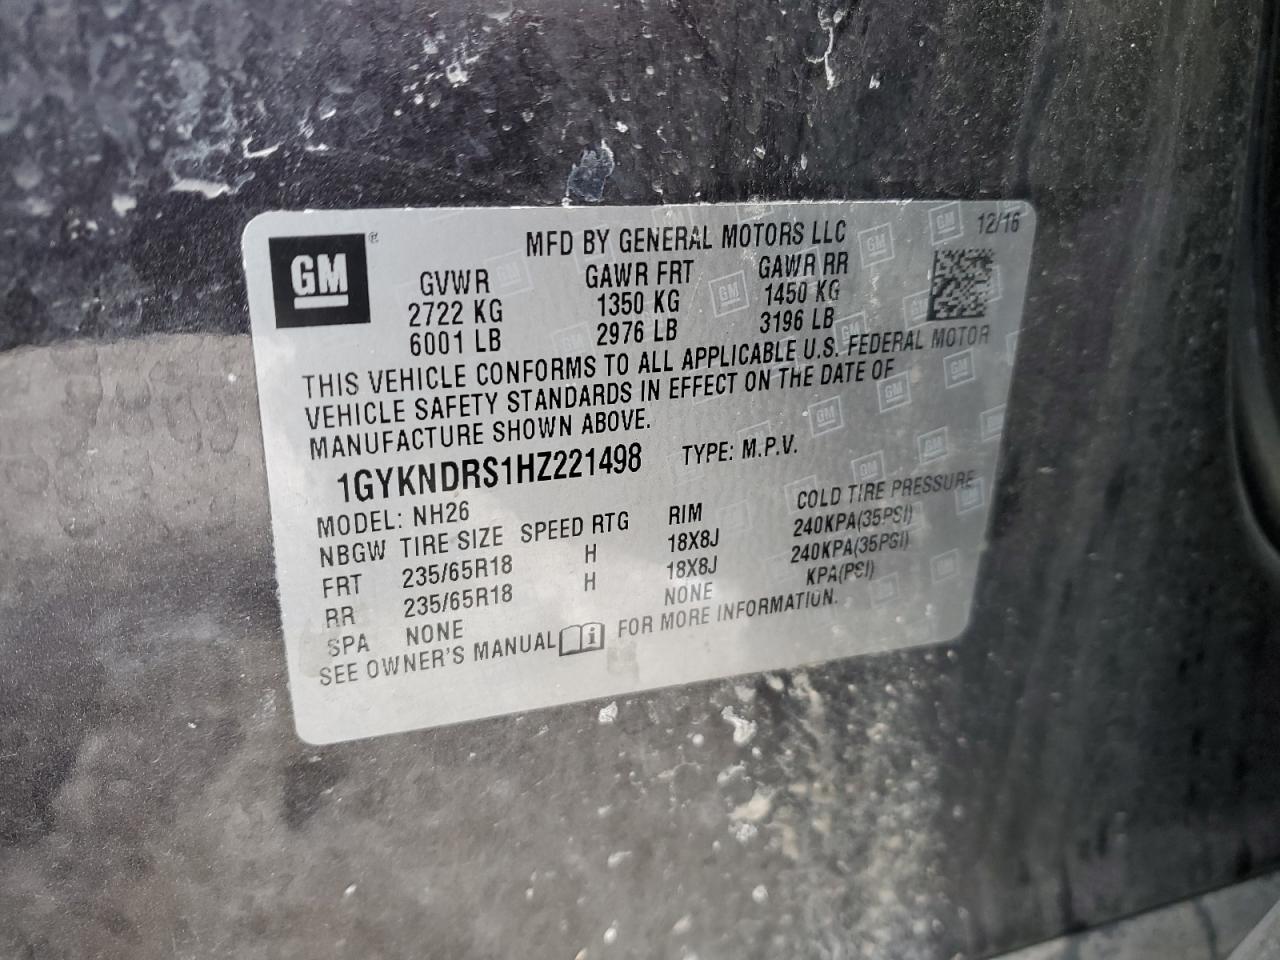 GM ® MFD BY GENERAL MOTORS LLC 12/16
GVWR GAWR FRT GAWR RR
2722 KG 1350 KG 1450 KG
6001 LB 2976 LB 3196 LB
THIS VEHICLE CONFORMS TO ALL APPLICABLE U.S. FEDERAL MOTOR
VEHICLE SAFETY STANDARDS IN EFFECT ON THE DATE OF
MANUFACTURE SHOWN ABOVE.
1GYKNDRS1HZ221498 TYPE: M.P.V.
MODEL: NH26
NBGW TIRE SIZE SPEED RTG RIM COLD TIRE PRESSURE
FRT 235/65R18 H 18X8J 240KPA(35PSI)
RR 235/65R18 H 18X8J 240KPA(35PSI)
SPA NONE NONE KPA(PSI)
SEE OWNER'S MANUAL i FOR MORE INFORMATION.